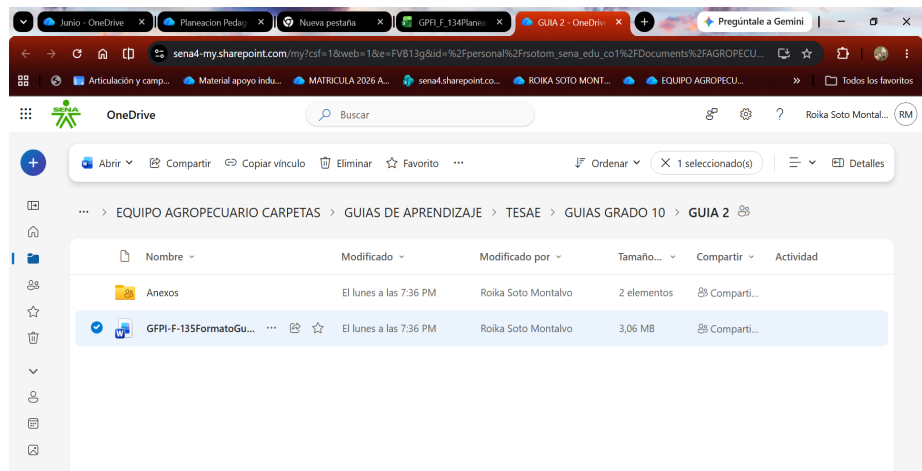 Junio - OneDrive
Planeacion Pedag
Nueva pestaña
GPFI_F_134Planea
GUIA 2 - OneDriv
Pregúntale a Gemini
sena4-my.sharepoint.com/my?csf=1&web=1&e=FVB13g&id=%2Fpersonal%2Frsotom_sena_edu_co1%2FDocuments%2FAGROPECU...
Articulación y camp...
Material apoyo indu...
MATRICULA 2026 A...
sena4.sharepoint.co...
ROIKA SOTO MONT...
EQUIPO AGROPECU...
»
Todos los favoritos
SENA
OneDrive
Buscar
Roika Soto Montal...
RM
Abrir
Compartir
Copiar vínculo
Eliminar
Favorito
...
Ordenar
1 seleccionado(s)
Detalles
... > EQUIPO AGROPECUARIO CARPETAS > GUIAS DE APRENDIZAJE > TESAE > GUIAS GRADO 10 > GUIA 2
Nombre Modificado Modificado por Tamaño... Compartir Actividad
Anexos El lunes a las 7:36 PM Roika Soto Montalvo 2 elementos Comparti...
GFPI-F-135FormatoGu... ... El lunes a las 7:36 PM Roika Soto Montalvo 3,06 MB Comparti...